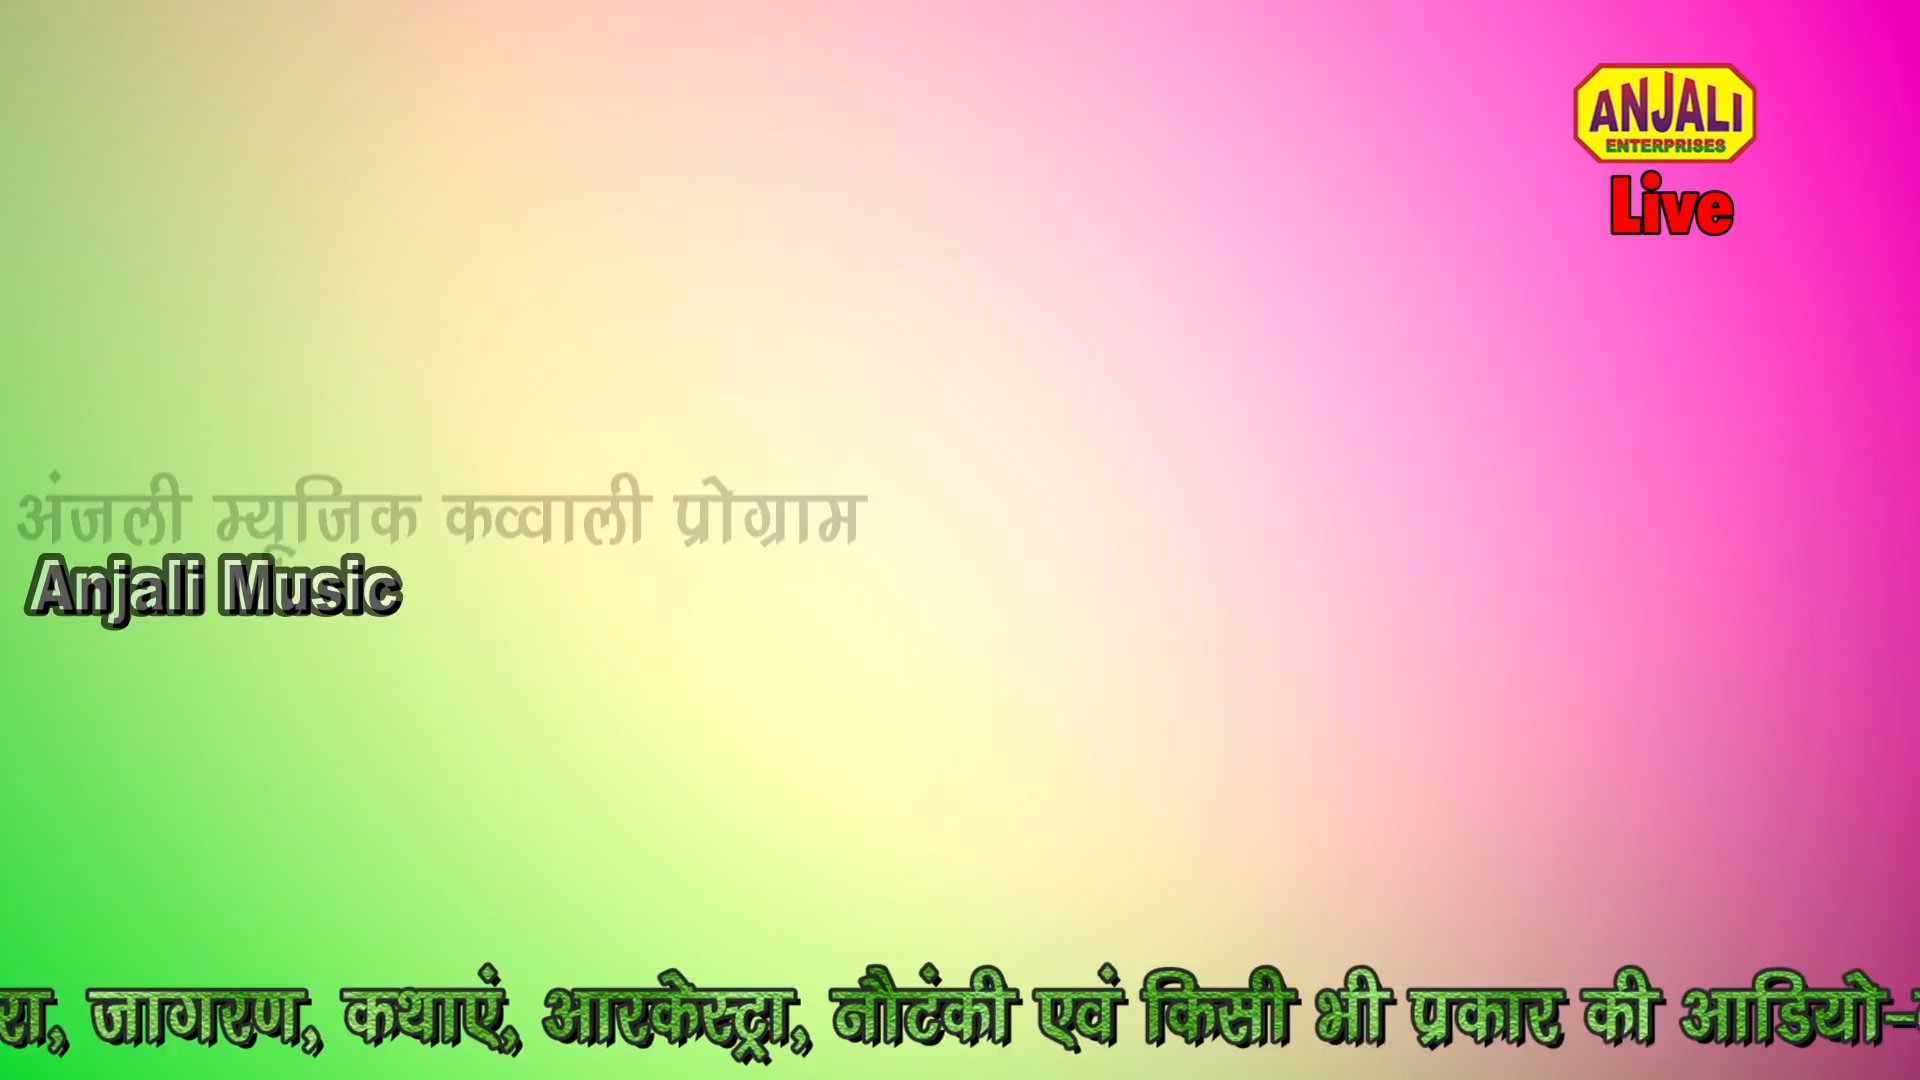 ANJALI
ENTERPRISES
Live
अंजली म्यूजिक कव्वाली प्रोग्राम
Anjali Music
रा, जागरण, कथाएं, आरकेस्ट्रा, नौटंकी एवं किसी भी प्रकार की आडियो-